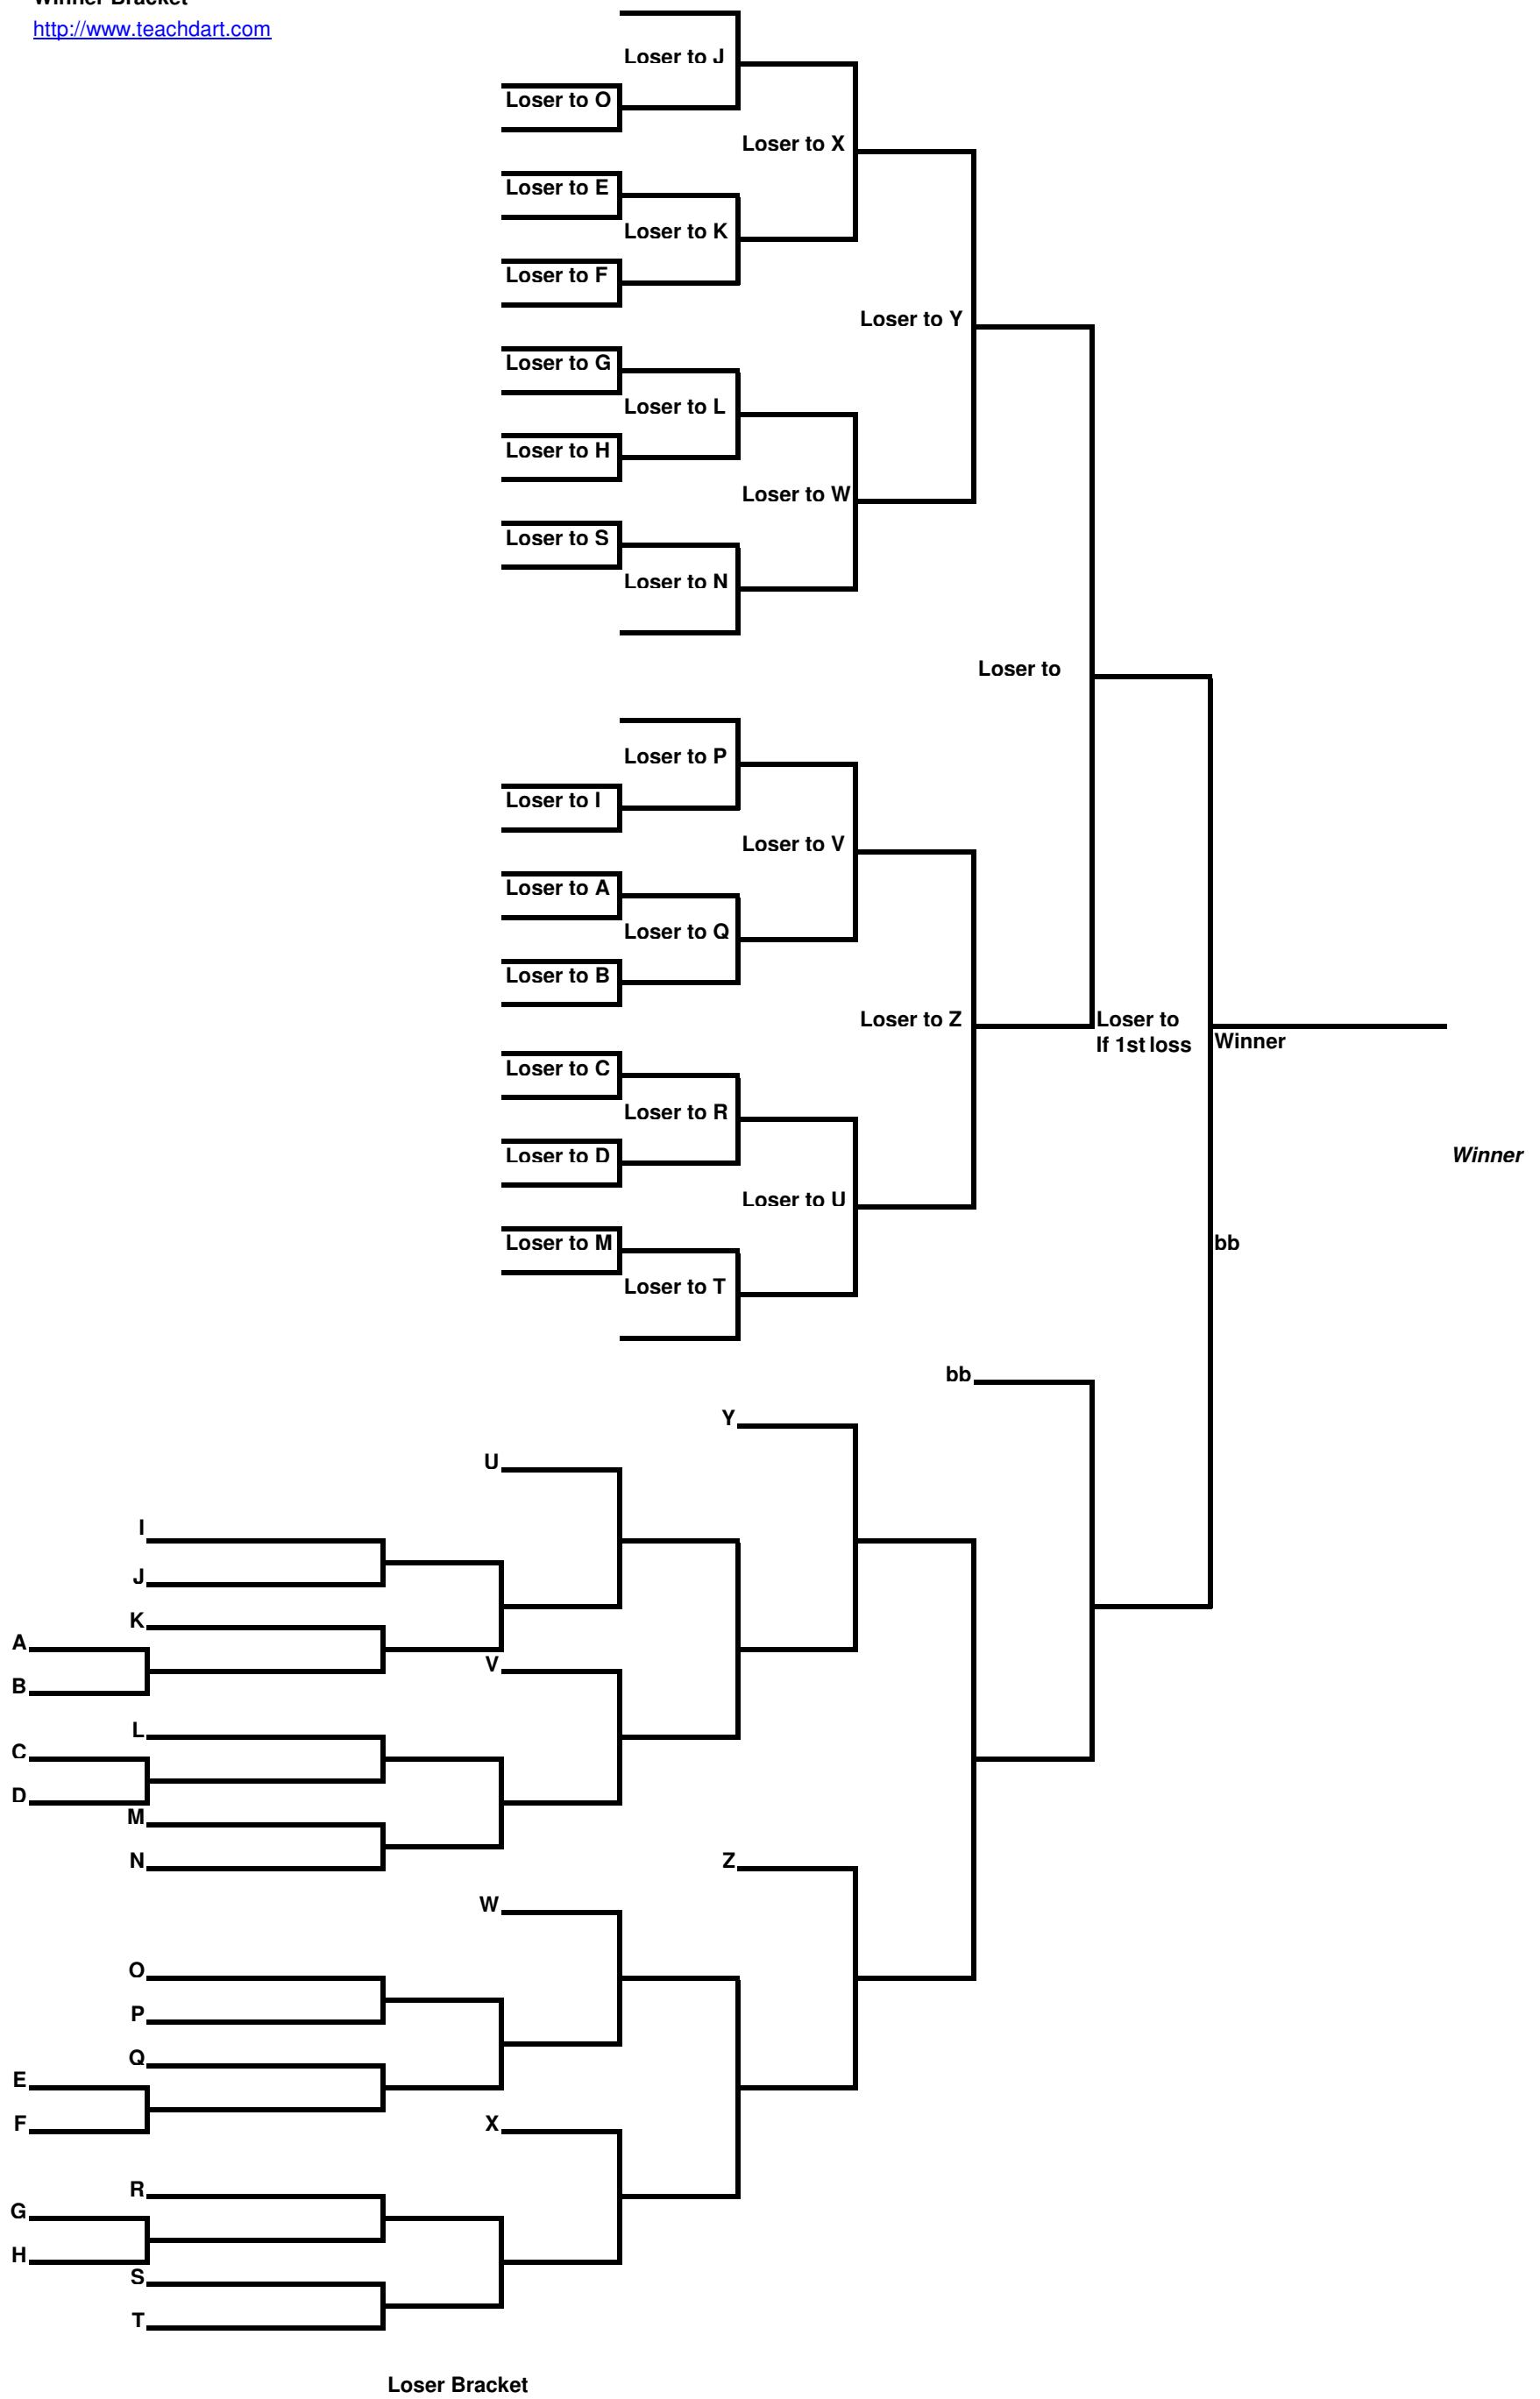 Winner Bracket
http://www.teachdart.com
Loser to J
Loser to O
Loser to X
Loser to E
Loser to K
Loser to F
Loser to Y
Loser to G
Loser to L
Loser to H
Loser to W
Loser to S
Loser to N
Loser to
Loser to P
Loser to I
Loser to V
Loser to A
Loser to Q
Loser to B
Loser to Z
Loser to
If 1st loss
Winner
Loser to C
Loser to R
Loser to D
Winner
Loser to U
Loser to M
bb
Loser to T
bb
Y
U
I
J
K
A
V
B
L
C
D
M
N
Z
W
O
P
Q
E
F
X
R
G
H
S
T
Loser Bracket